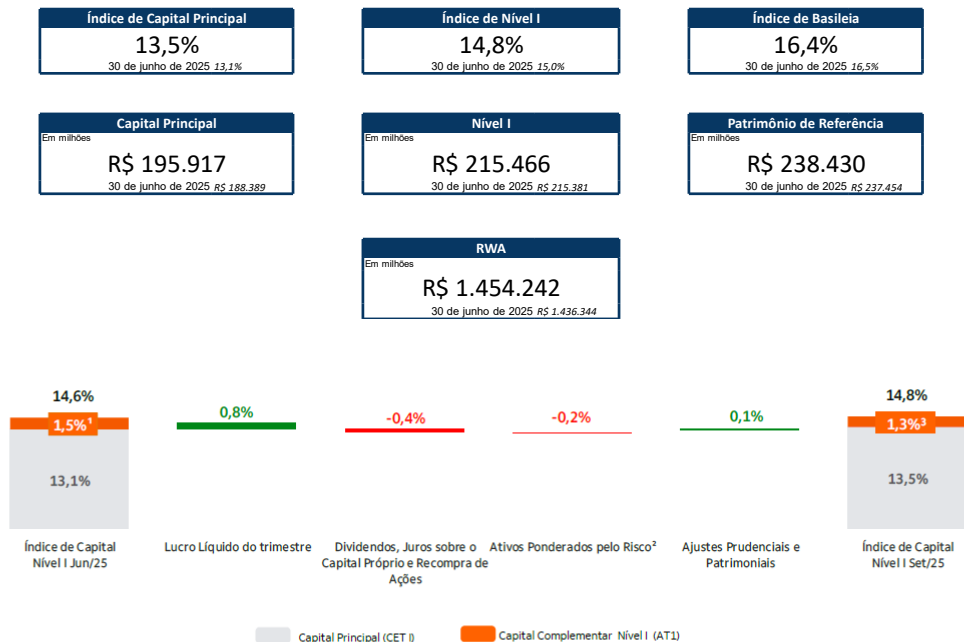 Índice de Capital Principal
13,5%
30 de junho de 2025 13,1%
Índice de Nível I
14,8%
30 de junho de 2025 15,0%
Índice de Basileia
16,4%
30 de junho de 2025 16,5%
Capital Principal
Em milhões
R$ 195.917
30 de junho de 2025 R$ 188.389
Nível I
Em milhões
R$ 215.466
30 de junho de 2025 R$ 215.381
Patrimônio de Referência
Em milhões
R$ 238.430
30 de junho de 2025 R$ 237.454
RWA
Em milhões
R$ 1.454.242
30 de junho de 2025 R$ 1.436.344
14,6%
1,5%¹
13,1%
0,8%
-0,4%
-0,2%
0,1%
14,8%
1,3%³
13,5%
Índice de Capital
Nível I Jun/25
Lucro Líquido do trimestre
Dividendos, Juros sobre o
Capital Próprio e Recompra de
Ações
Ativos Ponderados pelo Risco²
Ajustes Prudenciais e
Patrimoniais
Índice de Capital
Nível I Set/25
Capital Principal (CET I)
Capital Complementar Nível I (AT1)